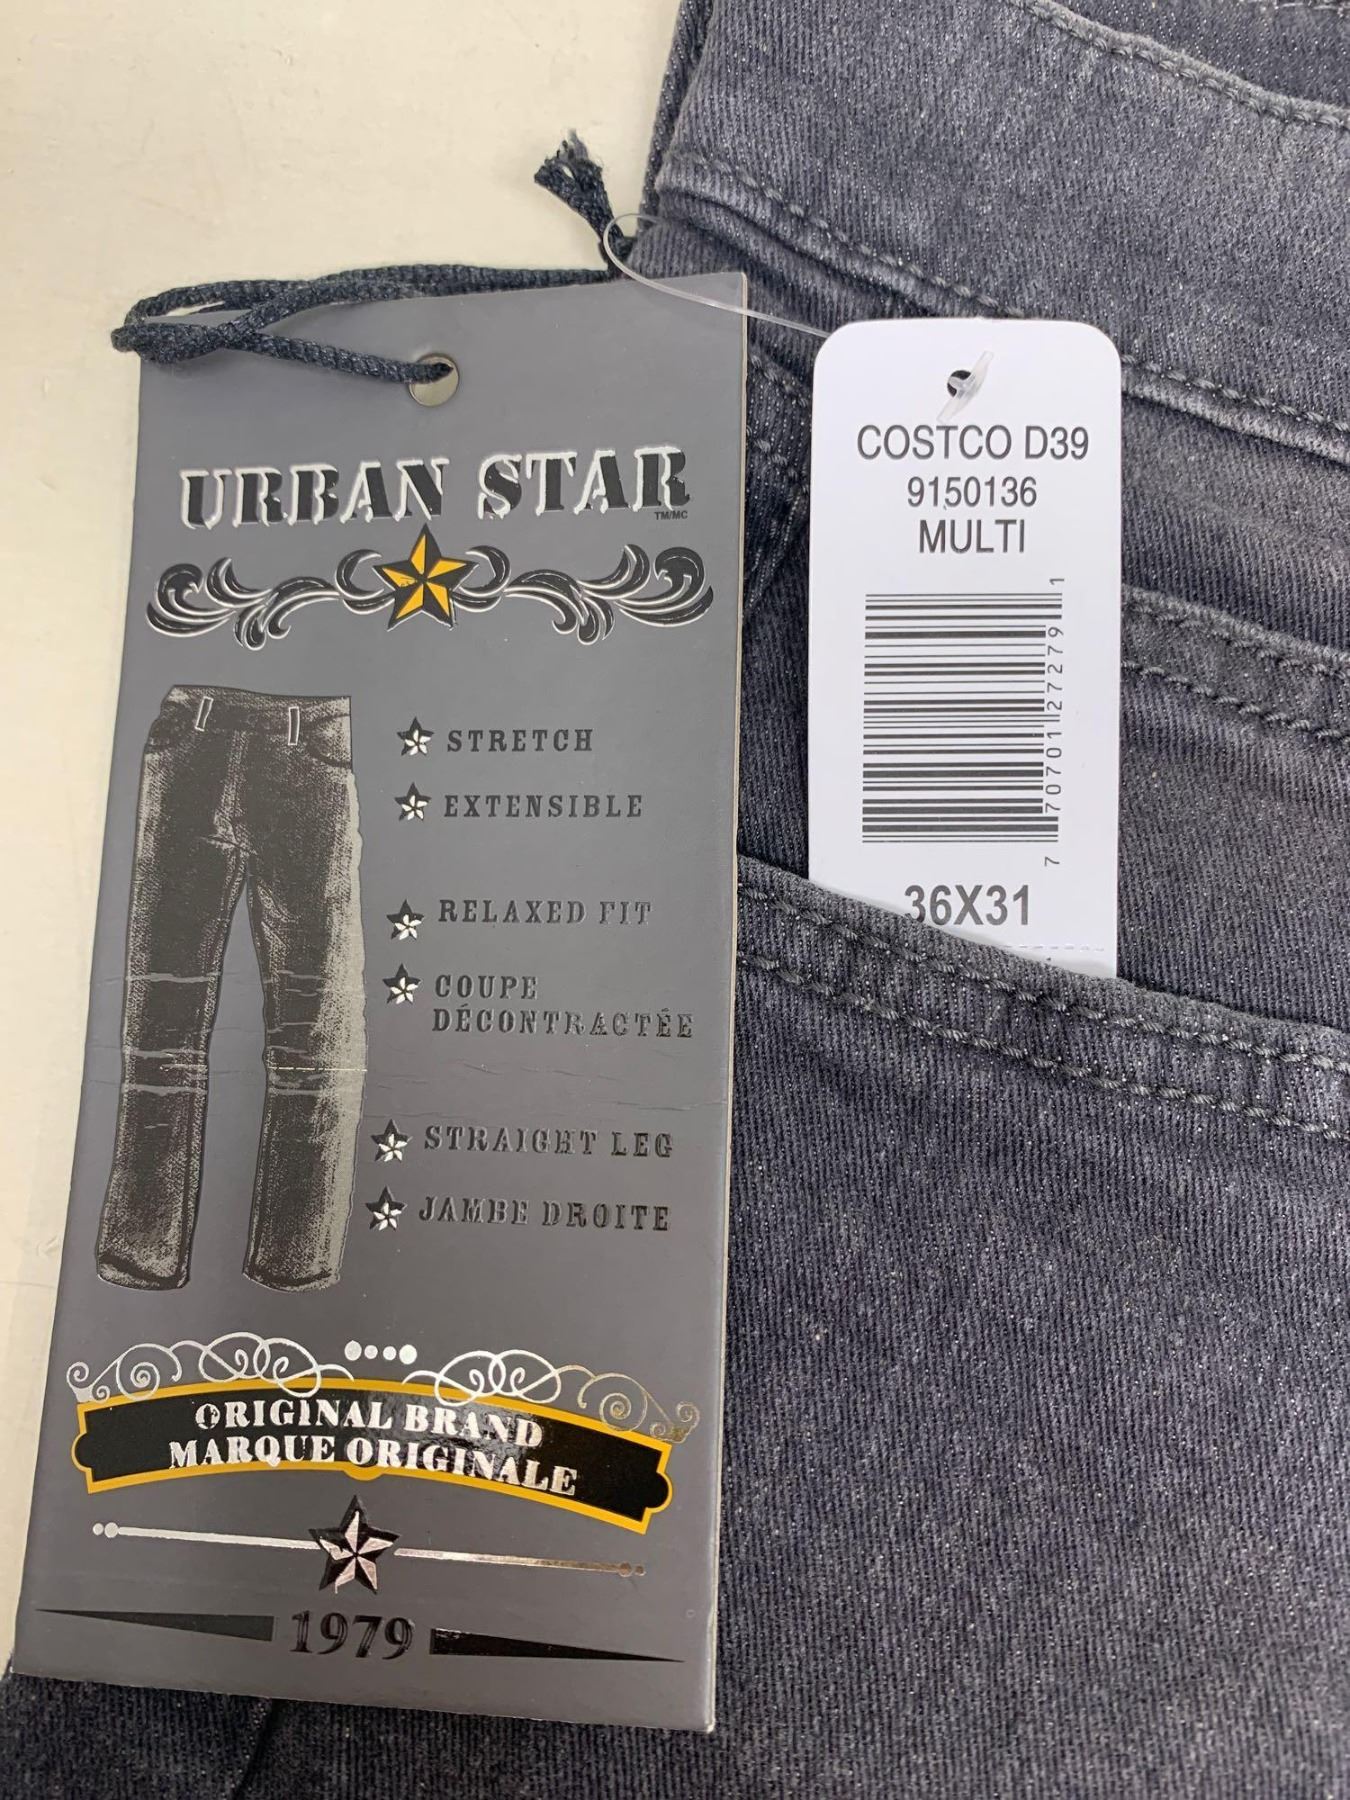 URBAN STAR
TM/MC
STRETCH
EXTENSIBLE
RELAXED FIT
COUPE
DÉCONTRACTÉE
STRAIGHT LEG
JAMBE DROITE
ORIGINAL BRAND
MARQUE ORIGINALE
1979
COSTCO D39
9150136
MULTI
7 70701 27279 1
36X31